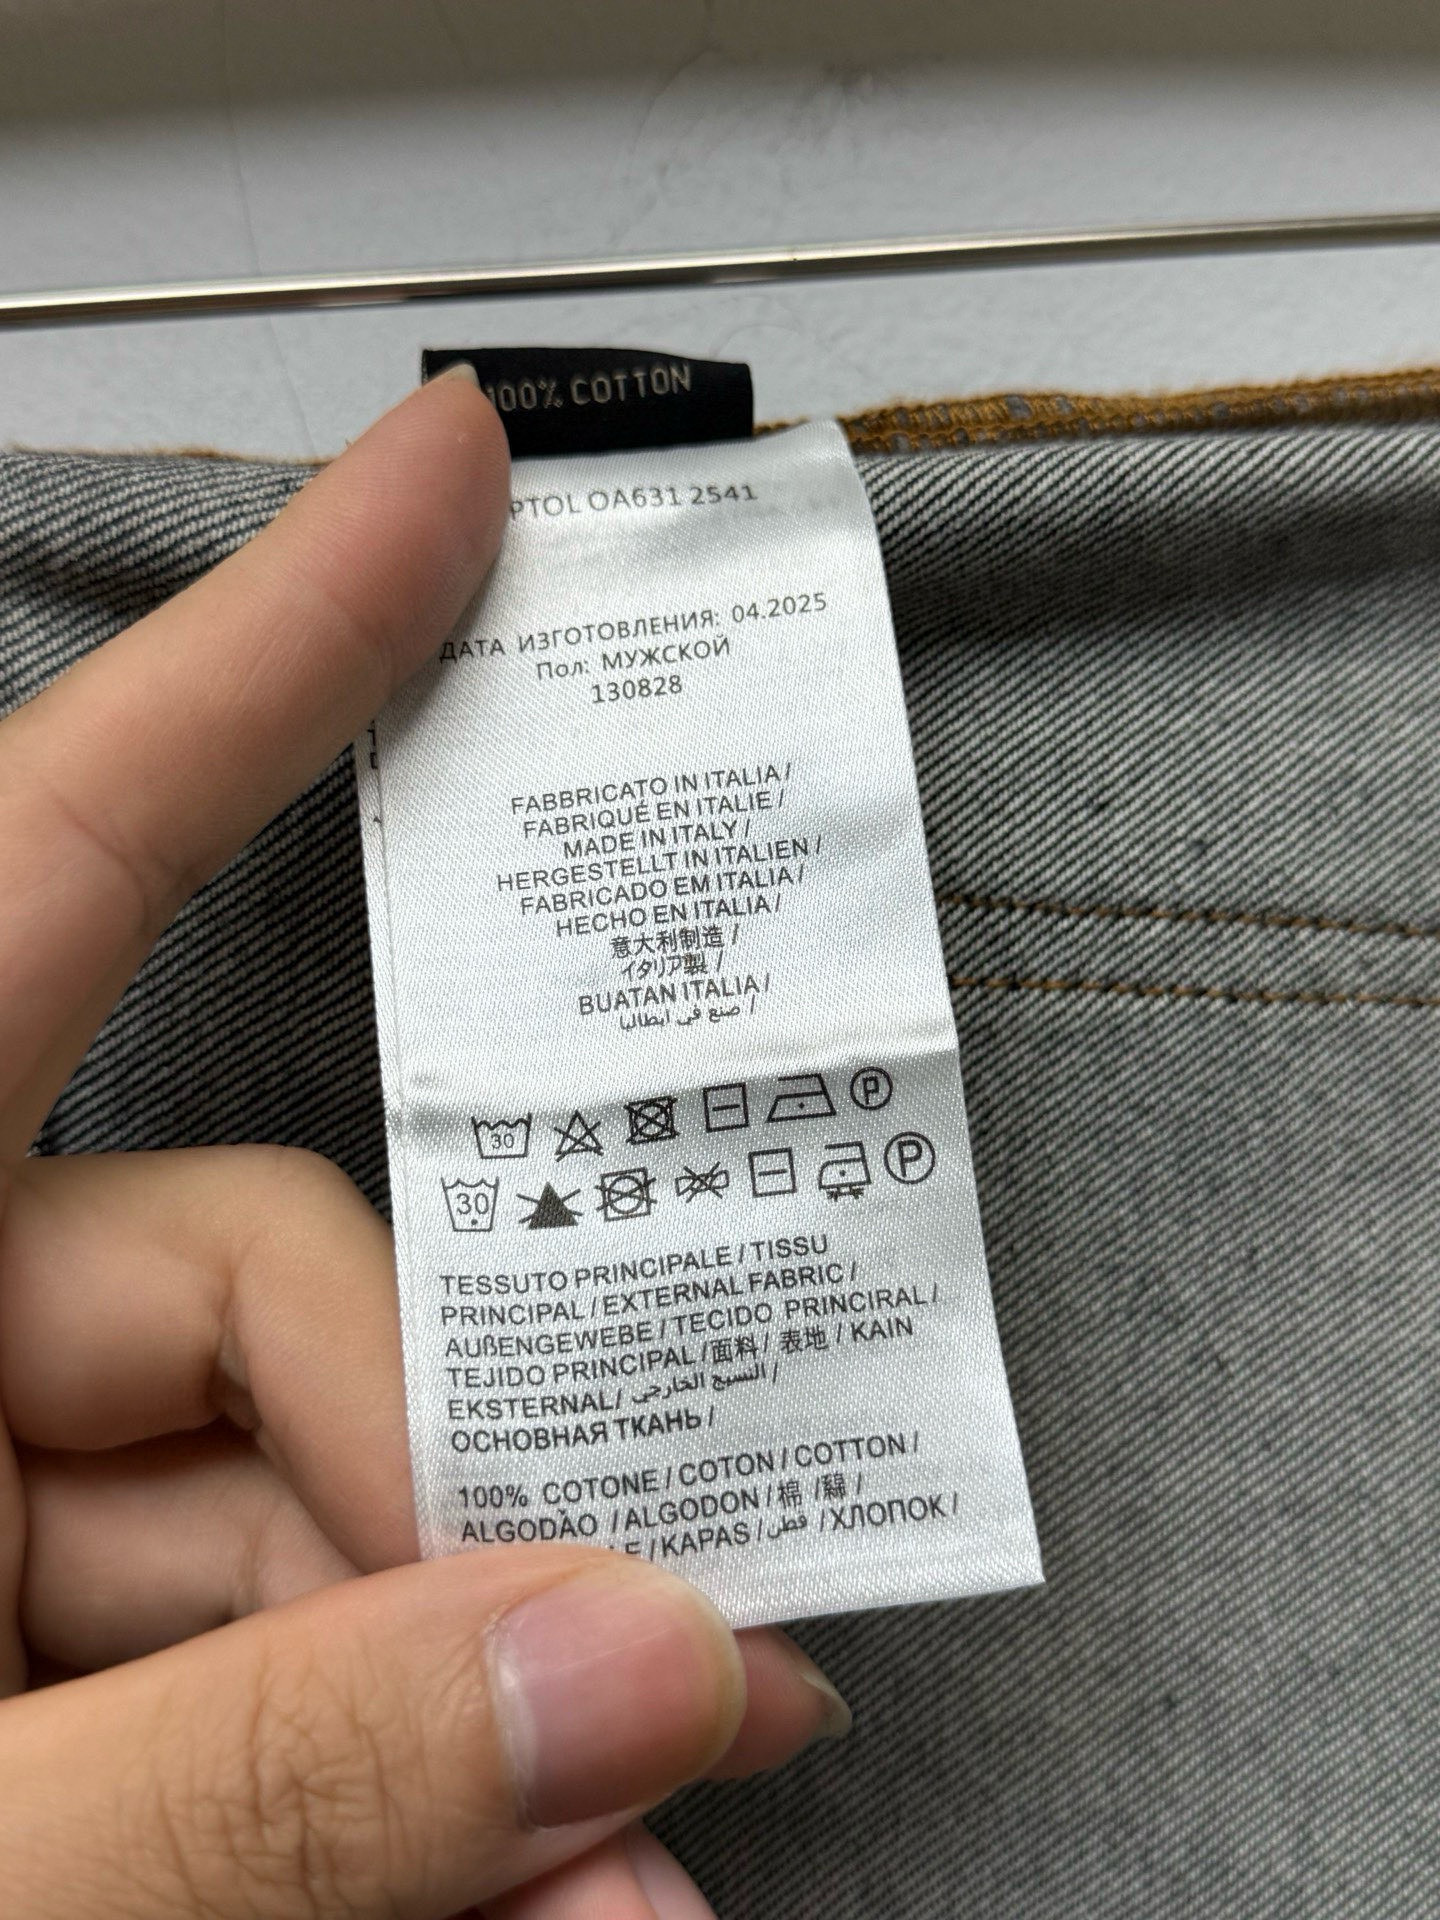 100% COTTON
PTOL OA631 2541
ДАТА ИЗГОТОВЛЕНИЯ: 04.2025
Пол: МУЖСКОЙ
130828
FABBRICATO IN ITALIA /
FABRIQUÉ EN ITALIE /
MADE IN ITALY /
HERGESTELLT IN ITALIEN /
FABRICADO EM ITALIA /
HECHO EN ITALIA /
意大利制造 /
イタリア製 /
BUATAN ITALIA /
صنع في ايطاليا /
P
30
30
P
TESSUTO PRINCIPALE / TISSU
PRINCIPAL / EXTERNAL FABRIC /
AUßENGEWEBE / TECIDO PRINCIRAL /
TEJIDO PRINCIPAL / 面料 / 表地 / KAIN
EKSTERNAL / النسيج الخارجي /
ОСНОВНАЯ ТКАНЬ /
100% COTONE / COTON / COTTON /
ALGODÃO / ALGODON / 棉 / 綿 /
/ KAPAS / قطن / ХЛОПОК /